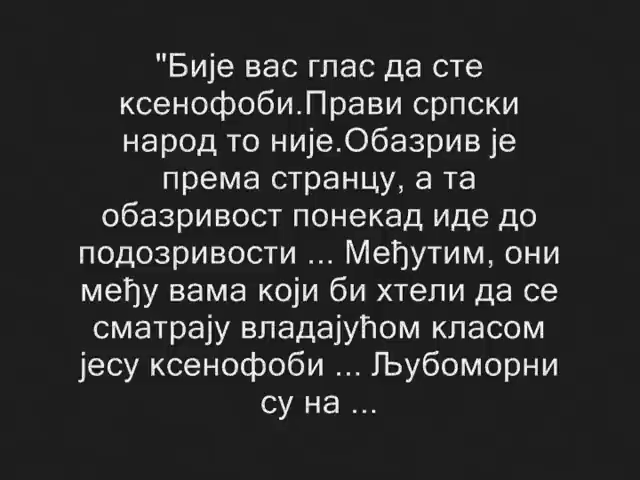 "Бије вас глас да сте
ксенофоби.Прави српски
народ то није.Обазрив је
према странцу, а та
обазривост понекад иде до
подозривости ... Међутим, они
међу вама који би хтели да се
сматрају владајућом класом
јесу ксенофоби ... Љубоморни
су на ...